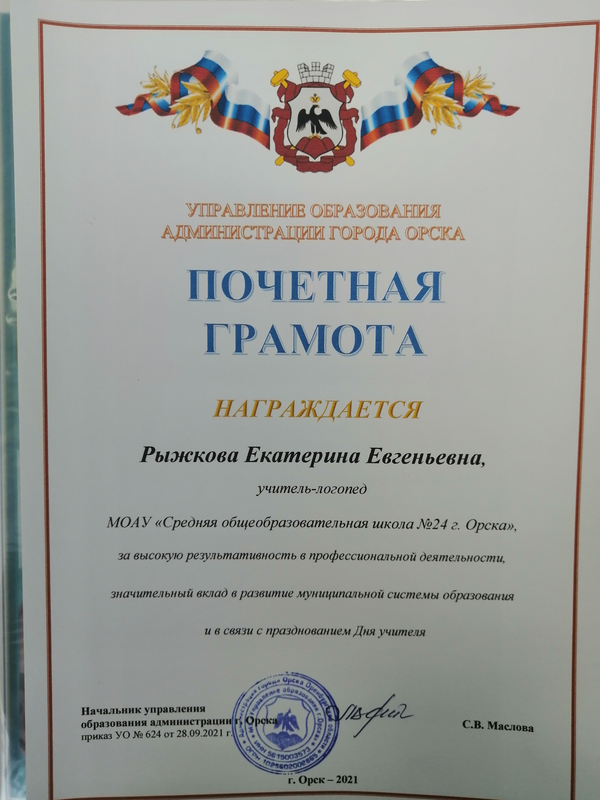 УПРАВЛЕНИЕ ОБРАЗОВАНИЯ
АДМИНИСТРАЦИИ ГОРОДА ОРСКА
ПОЧЕТНАЯ
ГРАМОТА
НАГРАЖДАЕТСЯ
Рыжкова Екатерина Евгеньевна,
учитель-логопед
МОАУ «Средняя общеобразовательная школа №24 г. Орска»,
за высокую результативность в профессиональной деятельности,
значительный вклад в развитие муниципальной системы образования
и в связи с празднованием Дня учителя
Начальник управления
образования администрации г. Орска
приказ УО № 624 от 28.09.2021 г.
С.В. Маслова
г. Орск – 2021